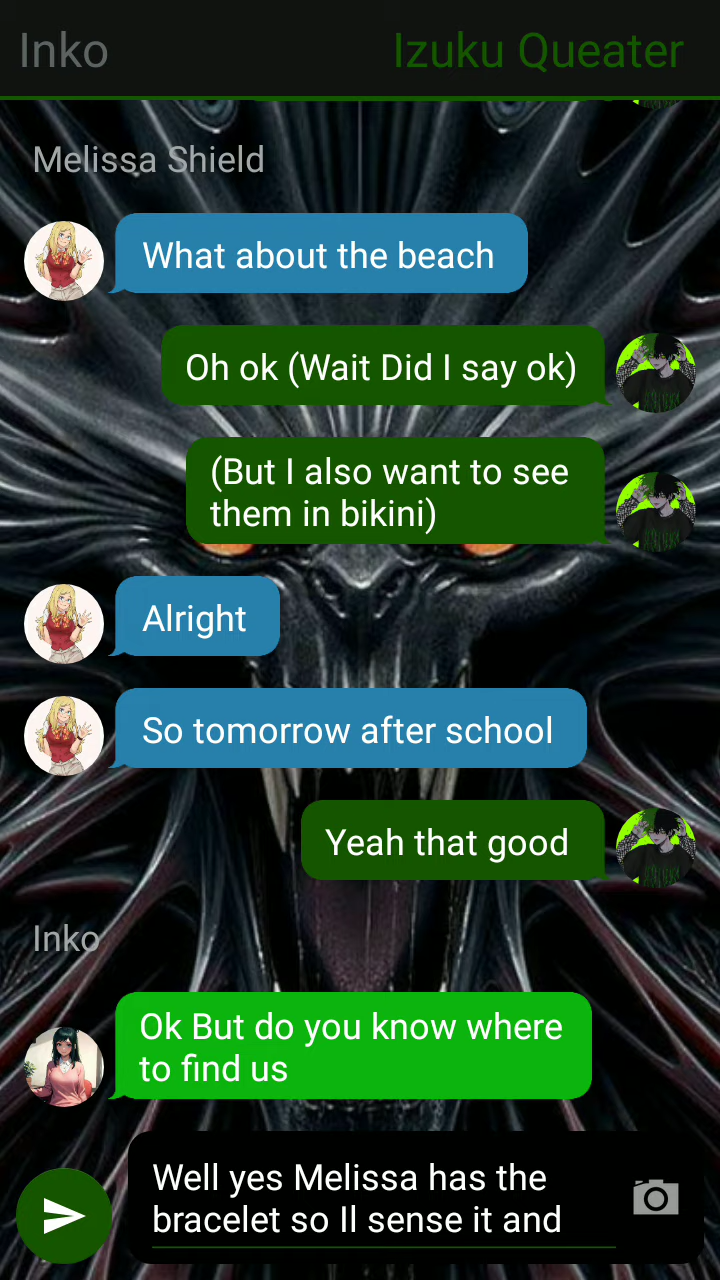 Inko
Izuku Queater
Melissa Shield
What about the beach
Oh ok (Wait Did I say ok)
(But I also want to see
them in bikini)
Alright
So tomorrow after school
Yeah that good
Inko
Ok But do you know where
to find us
Well yes Melissa has the
bracelet so Il sense it and